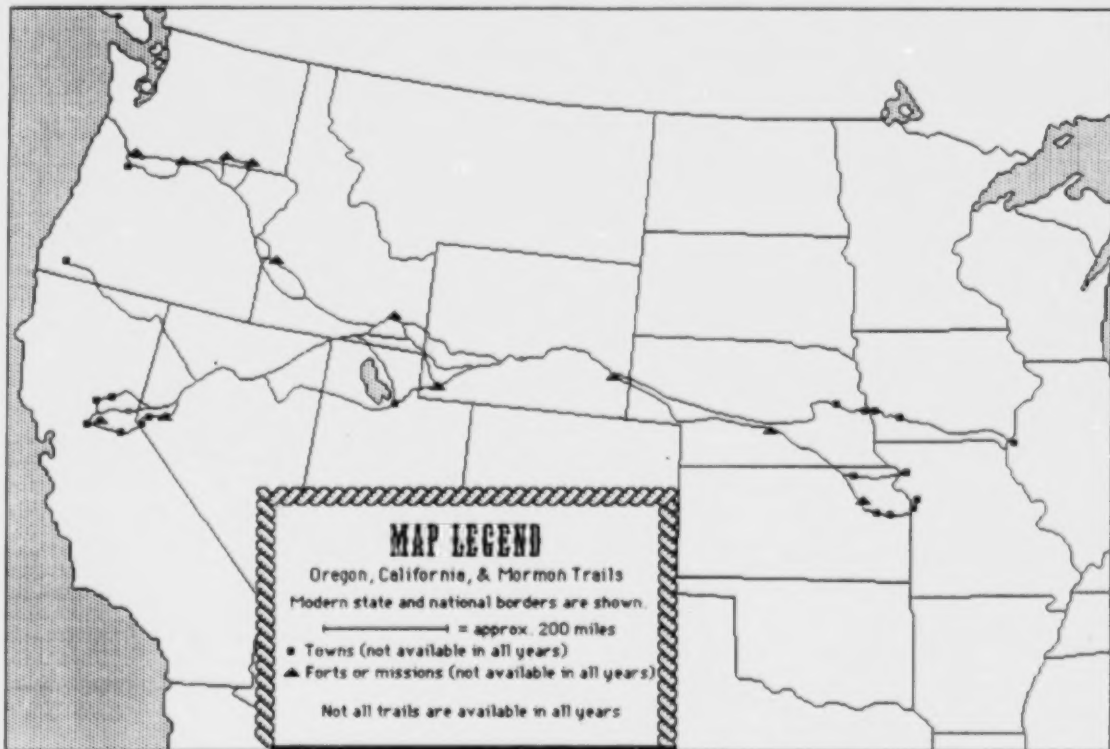 MAP LEGEND
Oregon, California, & Mormon Trails
Modern state and national borders are shown.
= approx. 200 miles
Towns (not available in all years)
Forts or missions (not available in all years)
Not all trails are available in all years